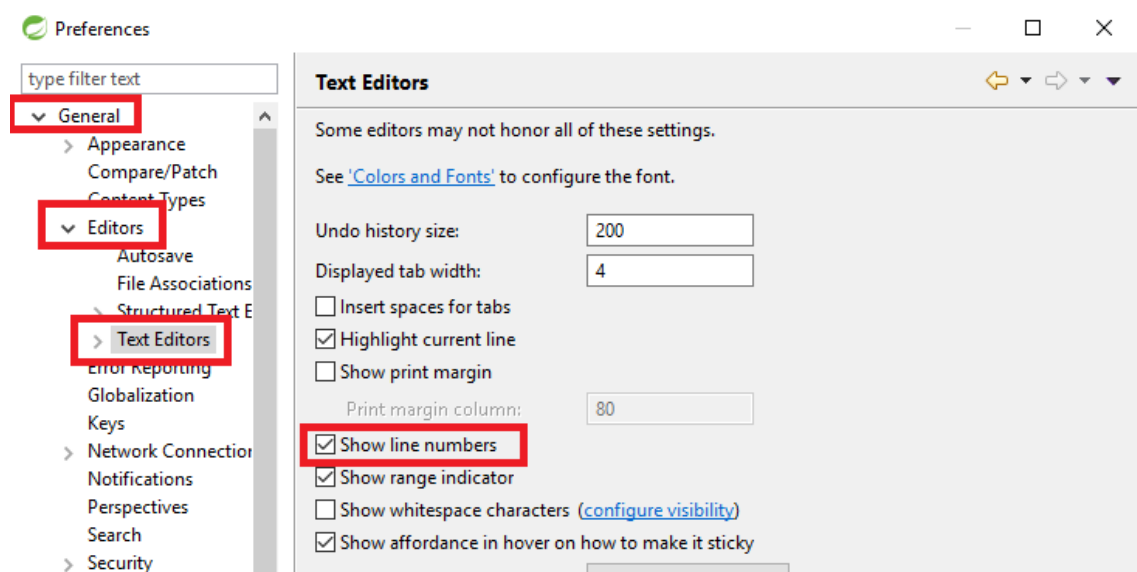 Preferences
type filter text
General
Appearance
Compare/Patch
Content Types
Editors
Autosave
File Associations
Structured Text E
Text Editors
Error Reporting
Globalization
Keys
Network Connection
Notifications
Perspectives
Search
Security
Text Editors
Some editors may not honor all of these settings.
See 'Colors and Fonts' to configure the font.
Undo history size: 200
Displayed tab width: 4
Insert spaces for tabs
Highlight current line
Show print margin
Print margin column: 80
Show line numbers
Show range indicator
Show whitespace characters (configure visibility)
Show affordance in hover on how to make it sticky